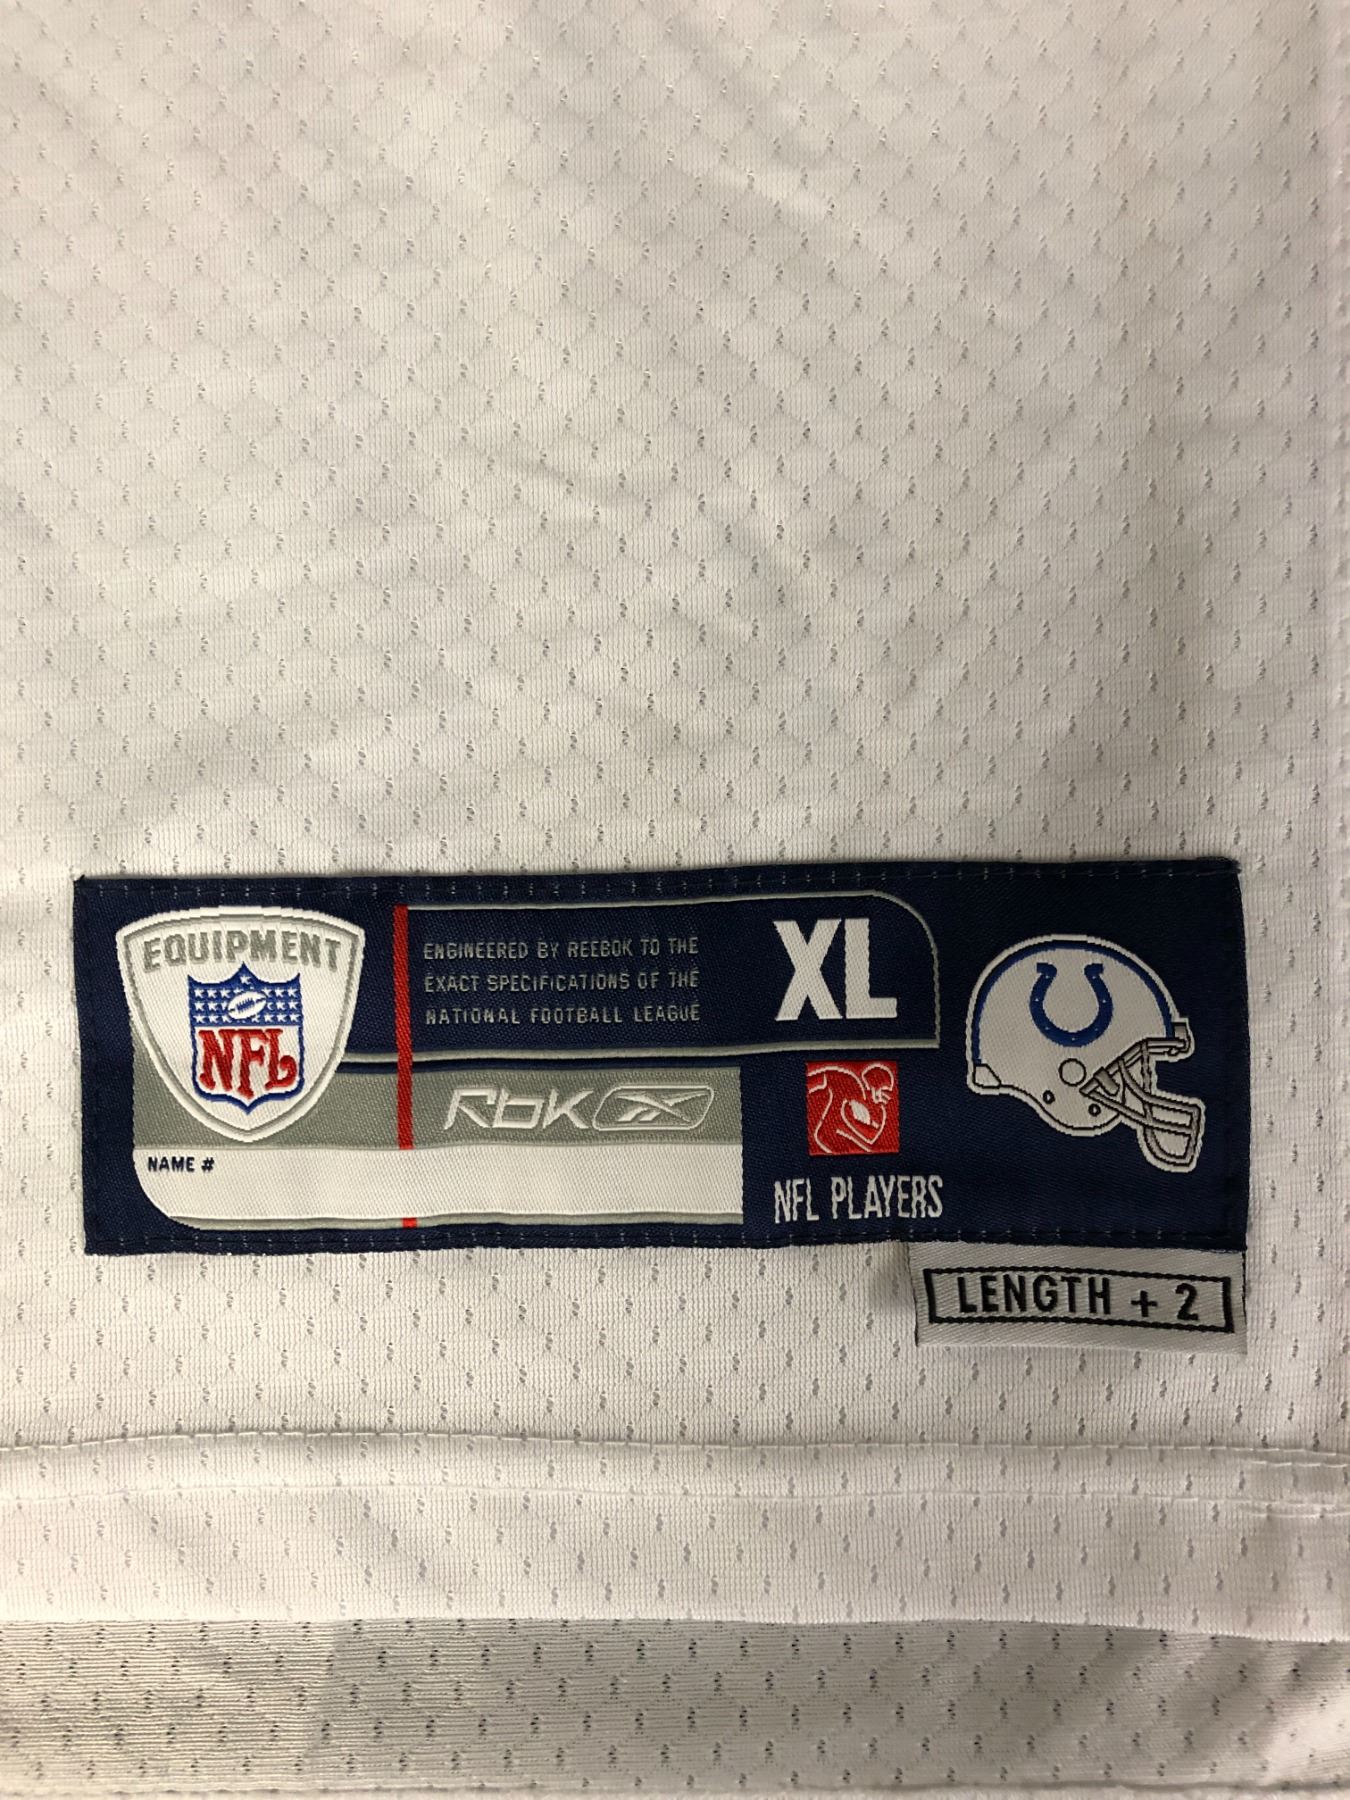 EQUIPMENT
NFL
ENGINEERED BY REEBOK TO THE
EXACT SPECIFICATIONS OF THE
NATIONAL FOOTBALL LEAGUE
XL
Rbk
NAME #
NFL PLAYERS
LENGTH + 2